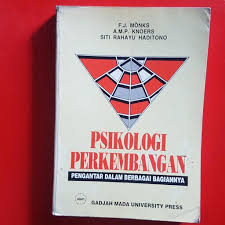 F.J. MÖNKS
A.M.P. KNOERS
SITI RAHAYU HADITONO
PSIKOLOGI
PERKEMBANGAN
PENGANTAR DALAM BERBAGAI BAGIANNYA
GADJAH MADA UNIVERSITY PRESS